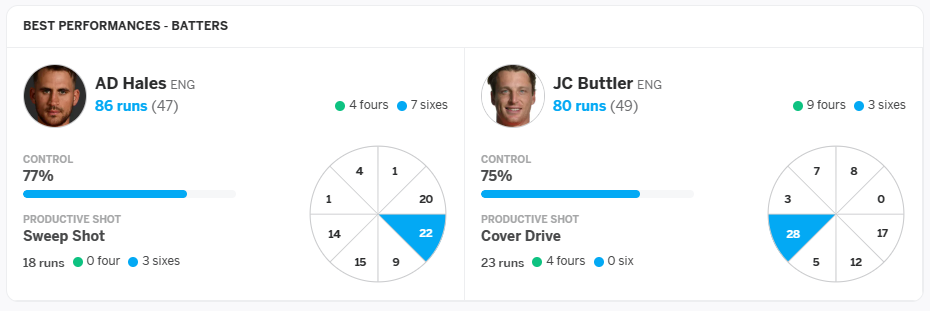 BEST PERFORMANCES - BATTERS
AD Hales ENG
86 runs (47)
4 fours 7 sixes
CONTROL
77%
PRODUCTIVE SHOT
Sweep Shot
18 runs 0 four 3 sixes
4 1
1 20
14 22
15 9
JC Buttler ENG
80 runs (49)
9 fours 3 sixes
CONTROL
75%
PRODUCTIVE SHOT
Cover Drive
23 runs 4 fours 0 six
7 8
3 0
28 17
5 12